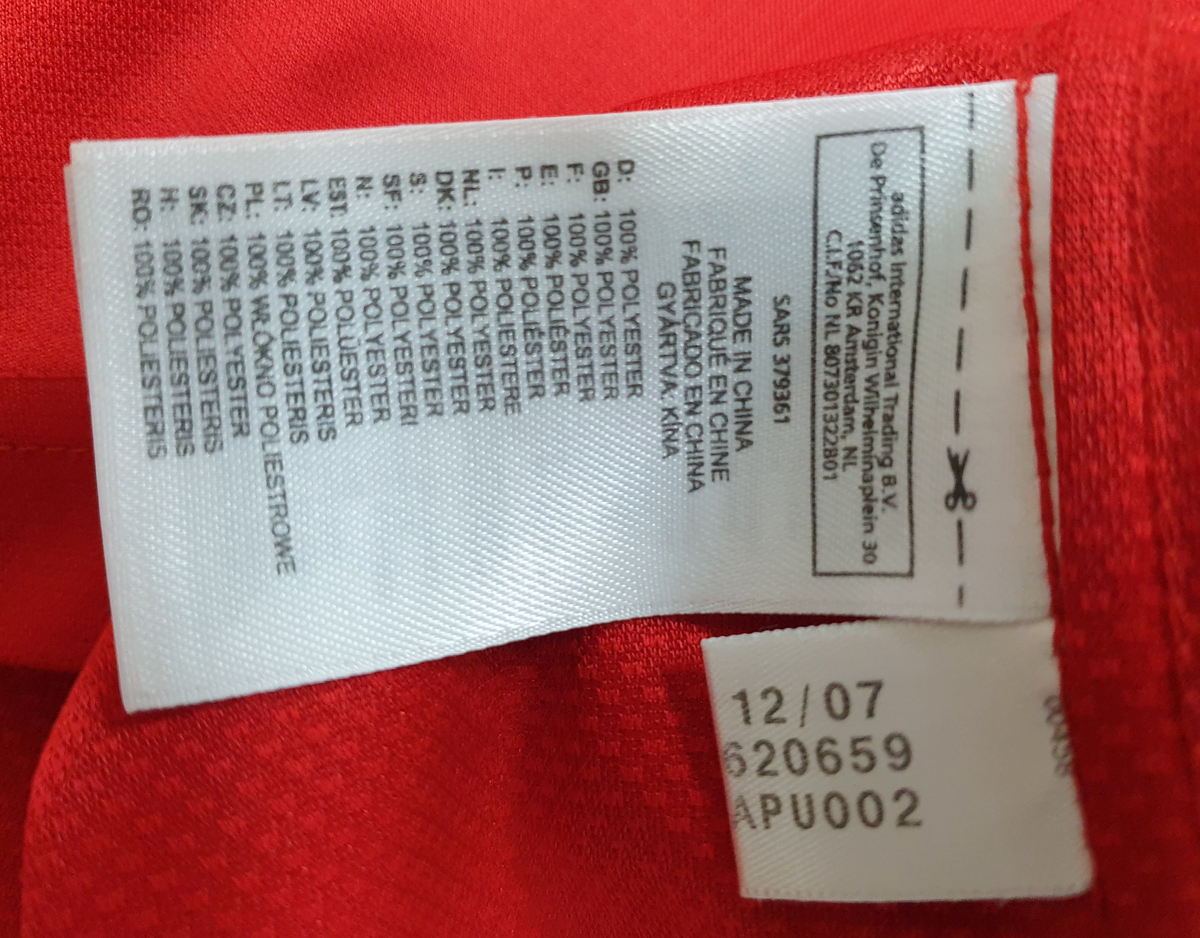 adidas International Trading B.V.
De Prinsenhof, Konigin Wilhelminaplein 30
1062 KR Amsterdam, NL
C.I.F/No NL 807301322B01
SARS 379361
MADE IN CHINA
FABRIQUÉ EN CHINE
FABRICADO EN CHINA
GYÁRTVA: KÍNA
D: 100% POLYESTER
GB: 100% POLYESTER
F: 100% POLYESTER
E: 100% POLIÉSTER
P: 100% POLIÉSTER
I: 100% POLIESTERE
NL: 100% POLYESTER
DK: 100% POLYESTER
S: 100% POLYESTER
SF: 100% POLYESTERI
N: 100% POLYESTER
EST: 100% POLÜESTER
LV: 100% POLIESTERIS
LT: 100% POLIESTERIS
PL: 100% WŁÓKNO POLIESTROWE
CZ: 100% POLYESTER
SK: 100% POLIESTERIS
H: 100% POLIESTERIS
RO: 100% POLIESTERIS
12/07
620659
APU002